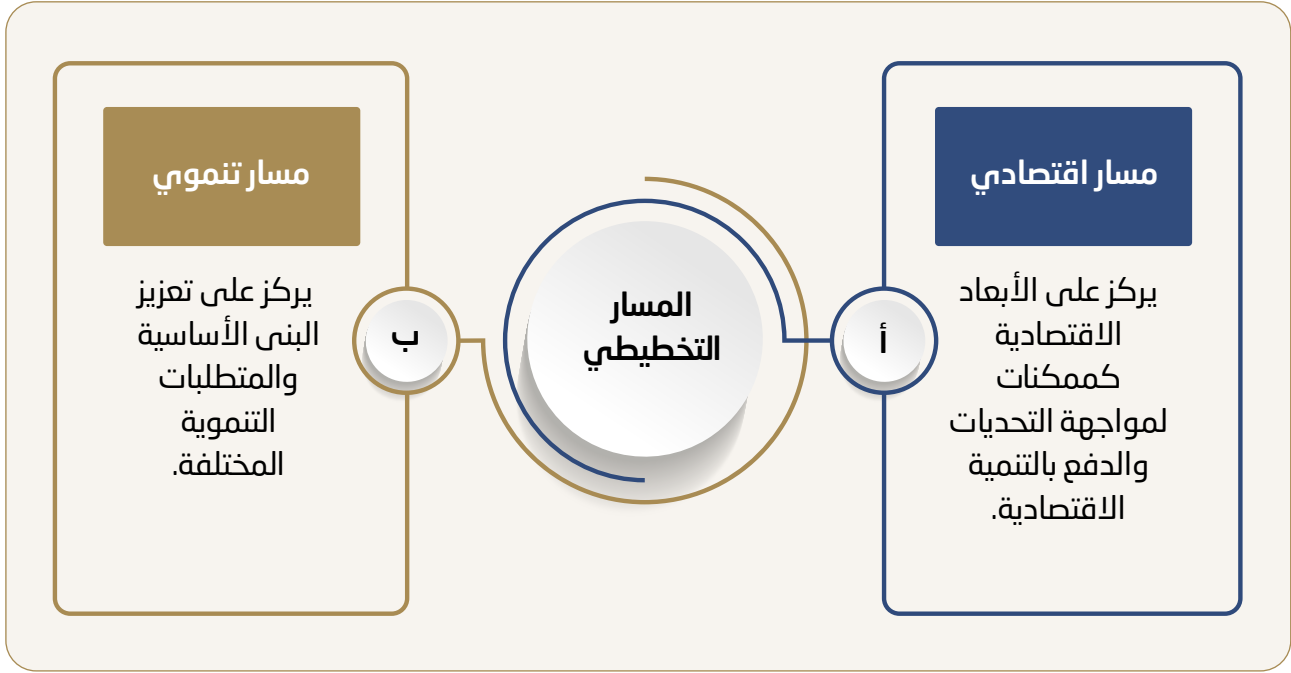 المسار
التخطيطي
أ
مسار اقتصادي
يركز على الأبعاد
الاقتصادية
كممكنات
لمواجهة التحديات
والدفع بالتنمية
الاقتصادية.
ب
مسار تنموي
يركز على تعزيز
البنى الأساسية
والمتطلبات
التنموية
المختلفة.